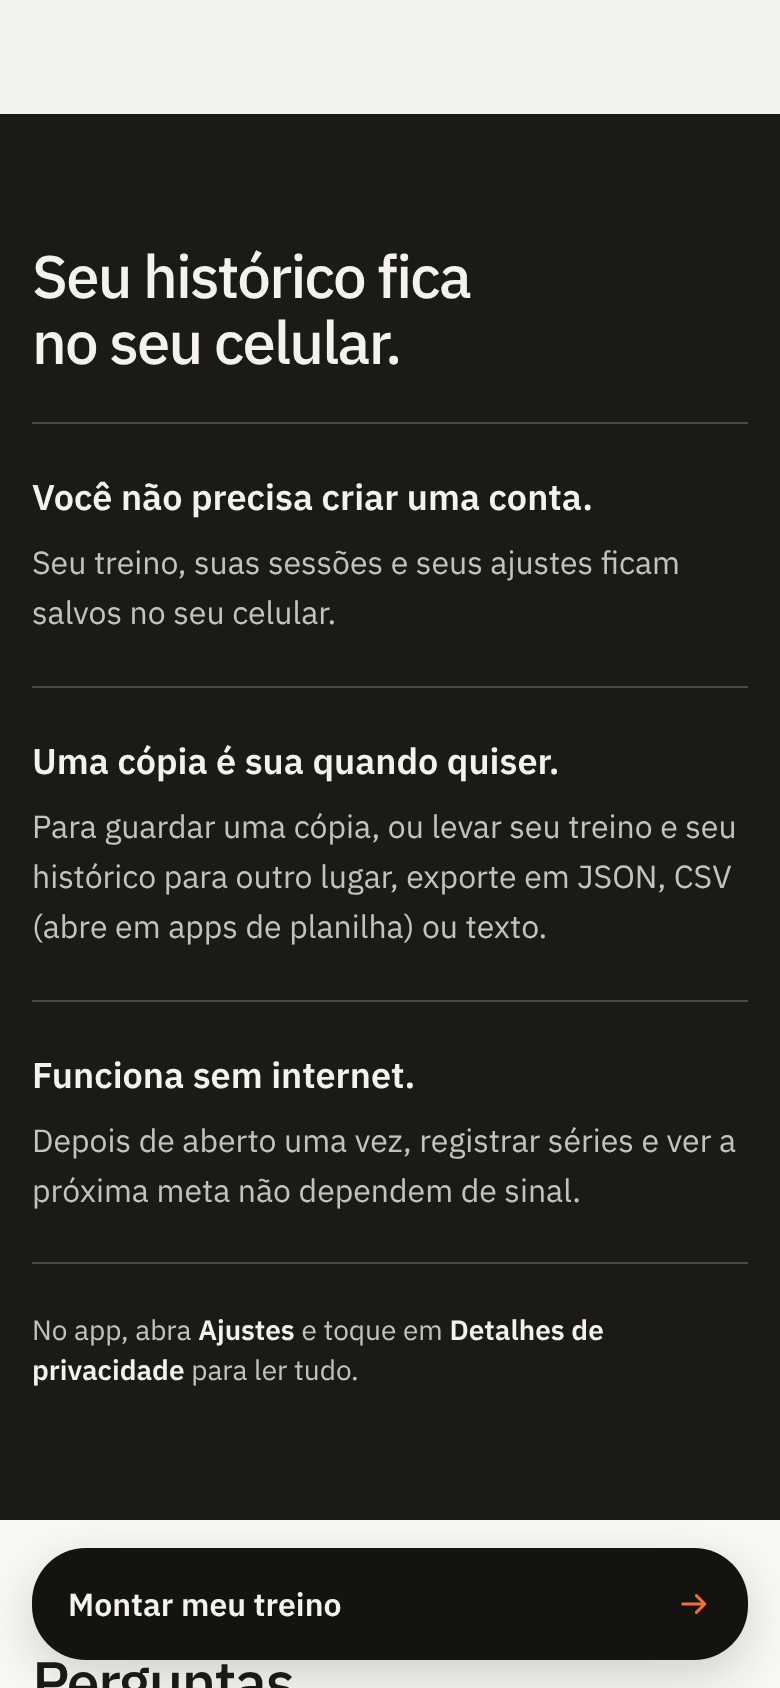 Seu histórico fica
no seu celular.
Você não precisa criar uma conta.
Seu treino, suas sessões e seus ajustes ficam
salvos no seu celular.
Uma cópia é sua quando quiser.
Para guardar uma cópia, ou levar seu treino e seu
histórico para outro lugar, exporte em JSON, CSV
(abre em apps de planilha) ou texto.
Funciona sem internet.
Depois de aberto uma vez, registrar séries e ver a
próxima meta não dependem de sinal.
No app, abra Ajustes e toque em Detalhes de
privacidade para ler tudo.
Montar meu treino
Perguntas